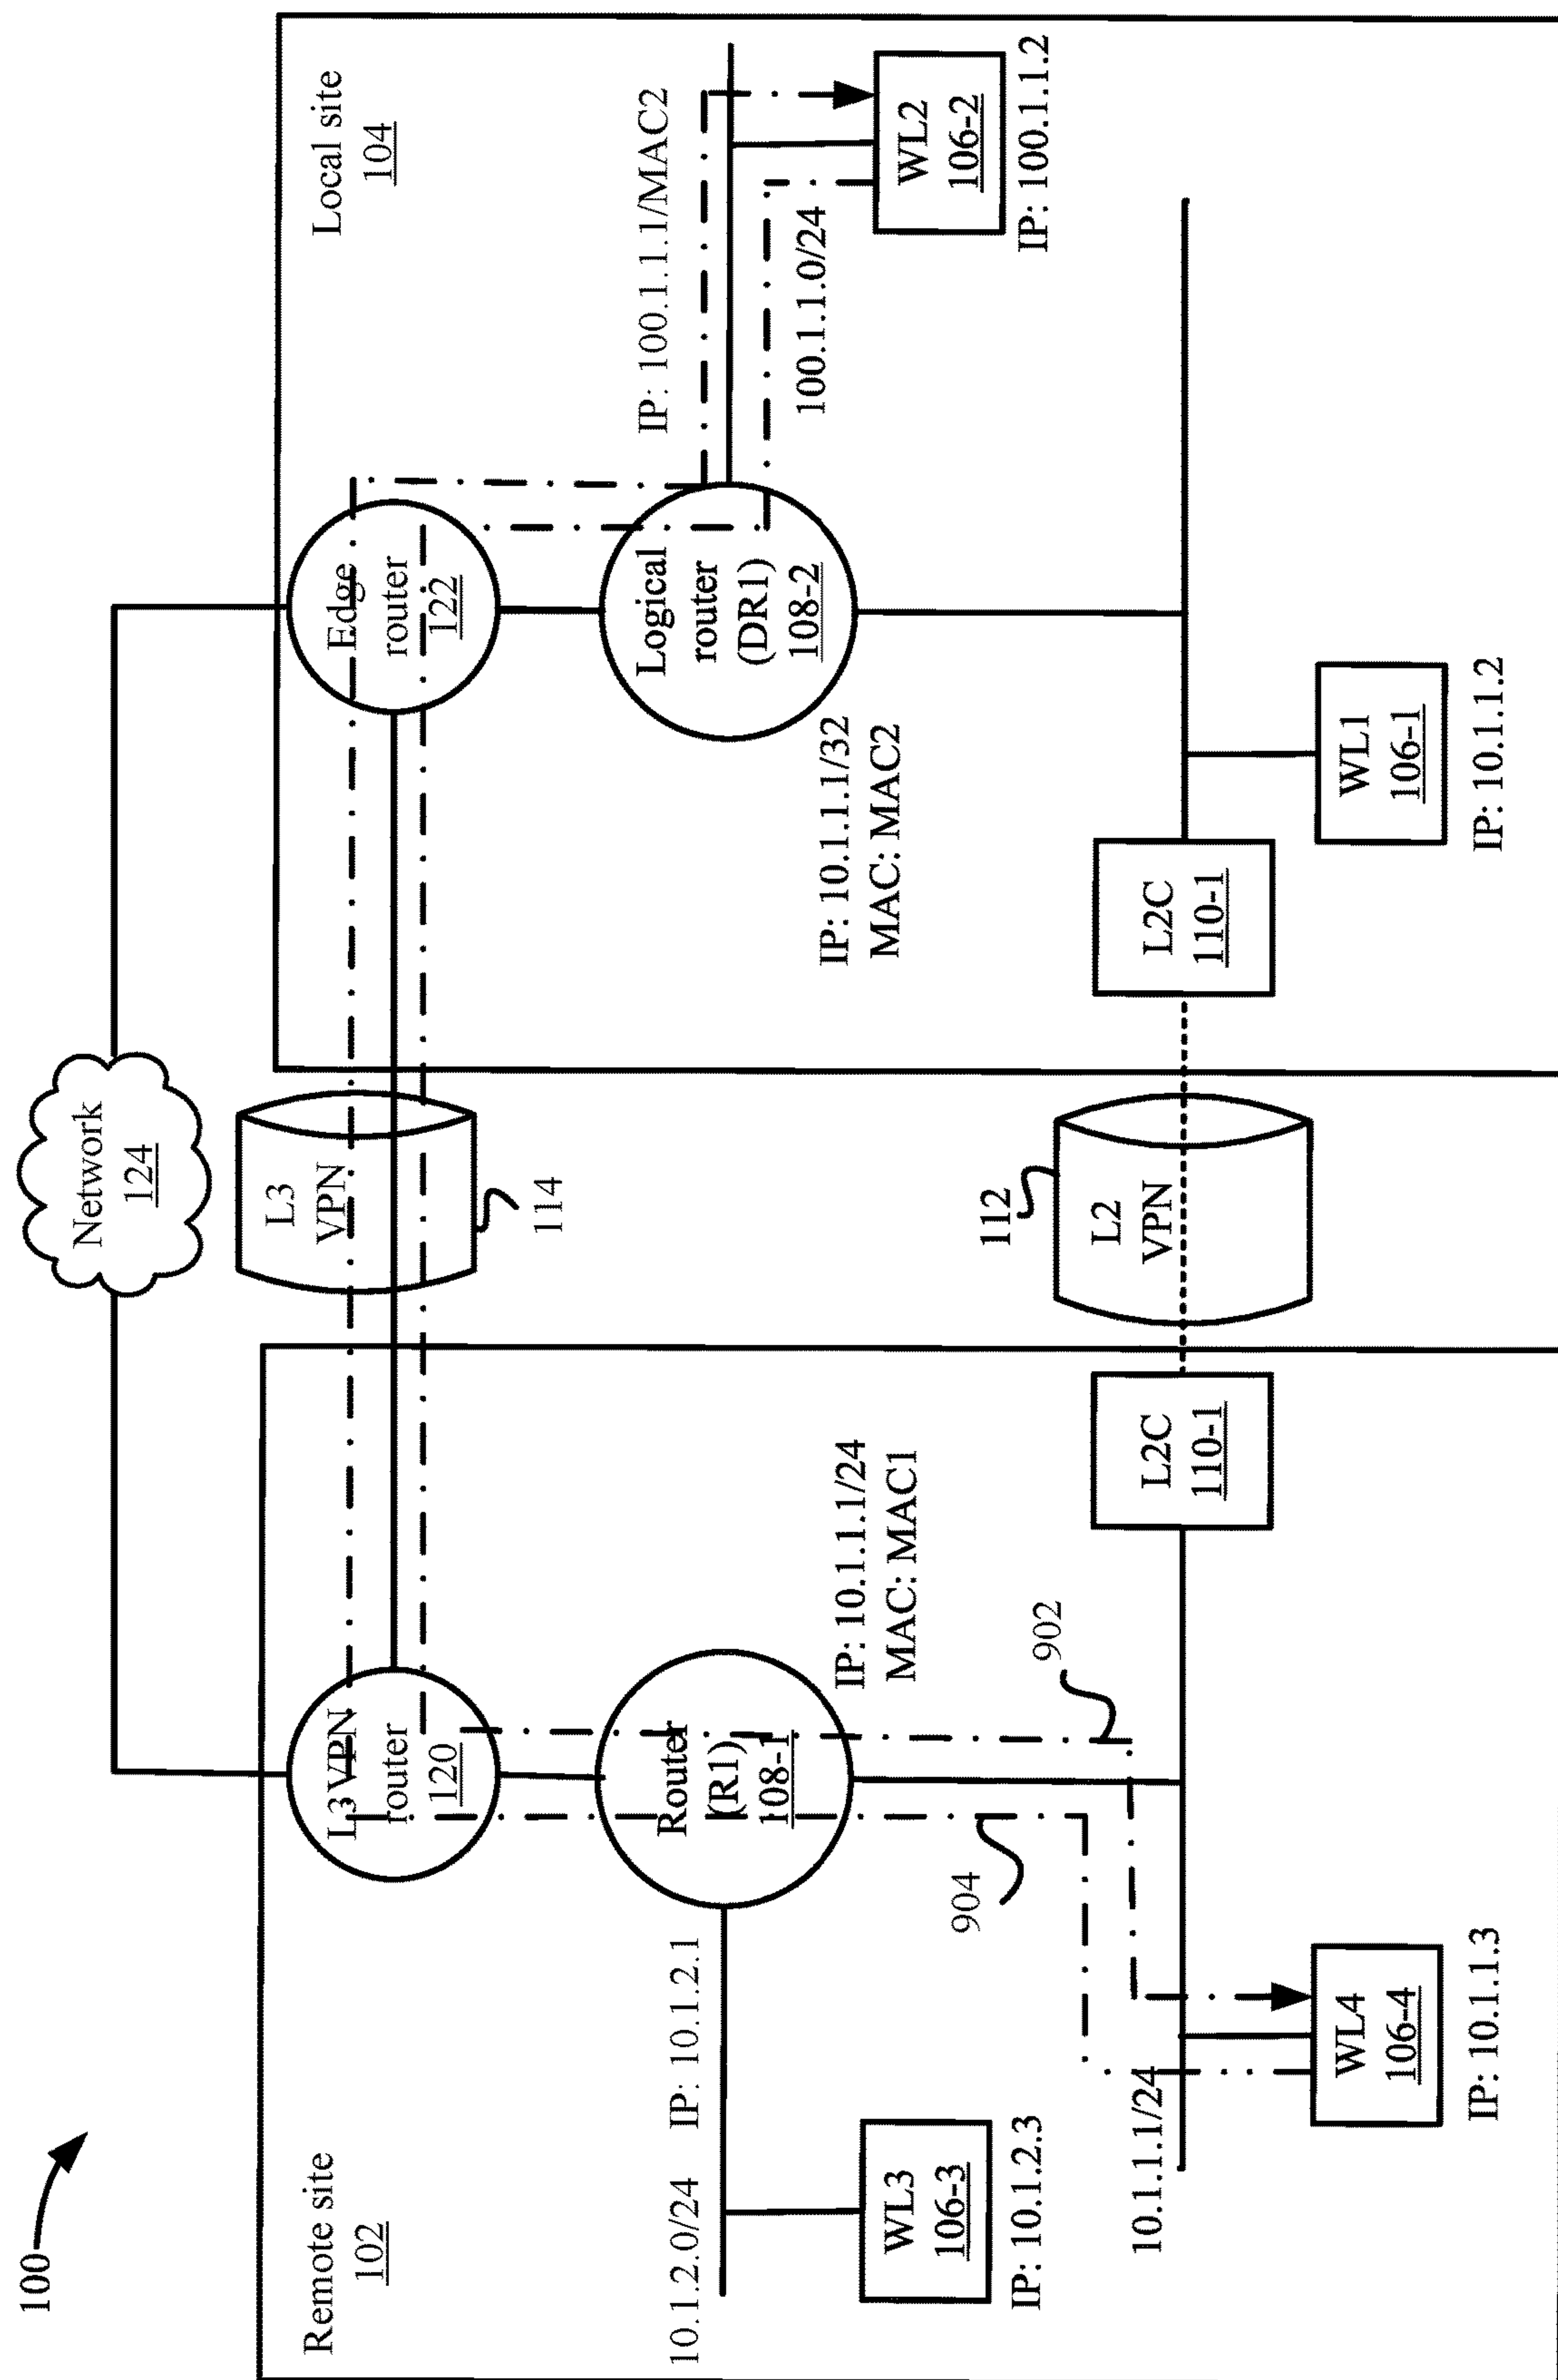 100
Network
124
Remote site
102
Local site
104
L3VPN
router
120
L3
VPN
114
Edge
router
122
10.1.2.0/24
IP: 10.1.2.1
Router
(R1)
108-1
IP: 10.1.1.1/24
MAC: MAC1
Logical
router
(DR1)
108-2
IP: 10.1.1.1/32
MAC: MAC2
IP: 100.1.1.1/MAC2
100.1.1.0/24
WL2
106-2
IP: 100.1.1.2
WL3
106-3
IP: 10.1.2.3
904
902
10.1.1.1/24
L2C
110-1
112
L2
VPN
L2C
110-1
WL4
106-4
IP: 10.1.1.3
WL1
106-1
IP: 10.1.1.2